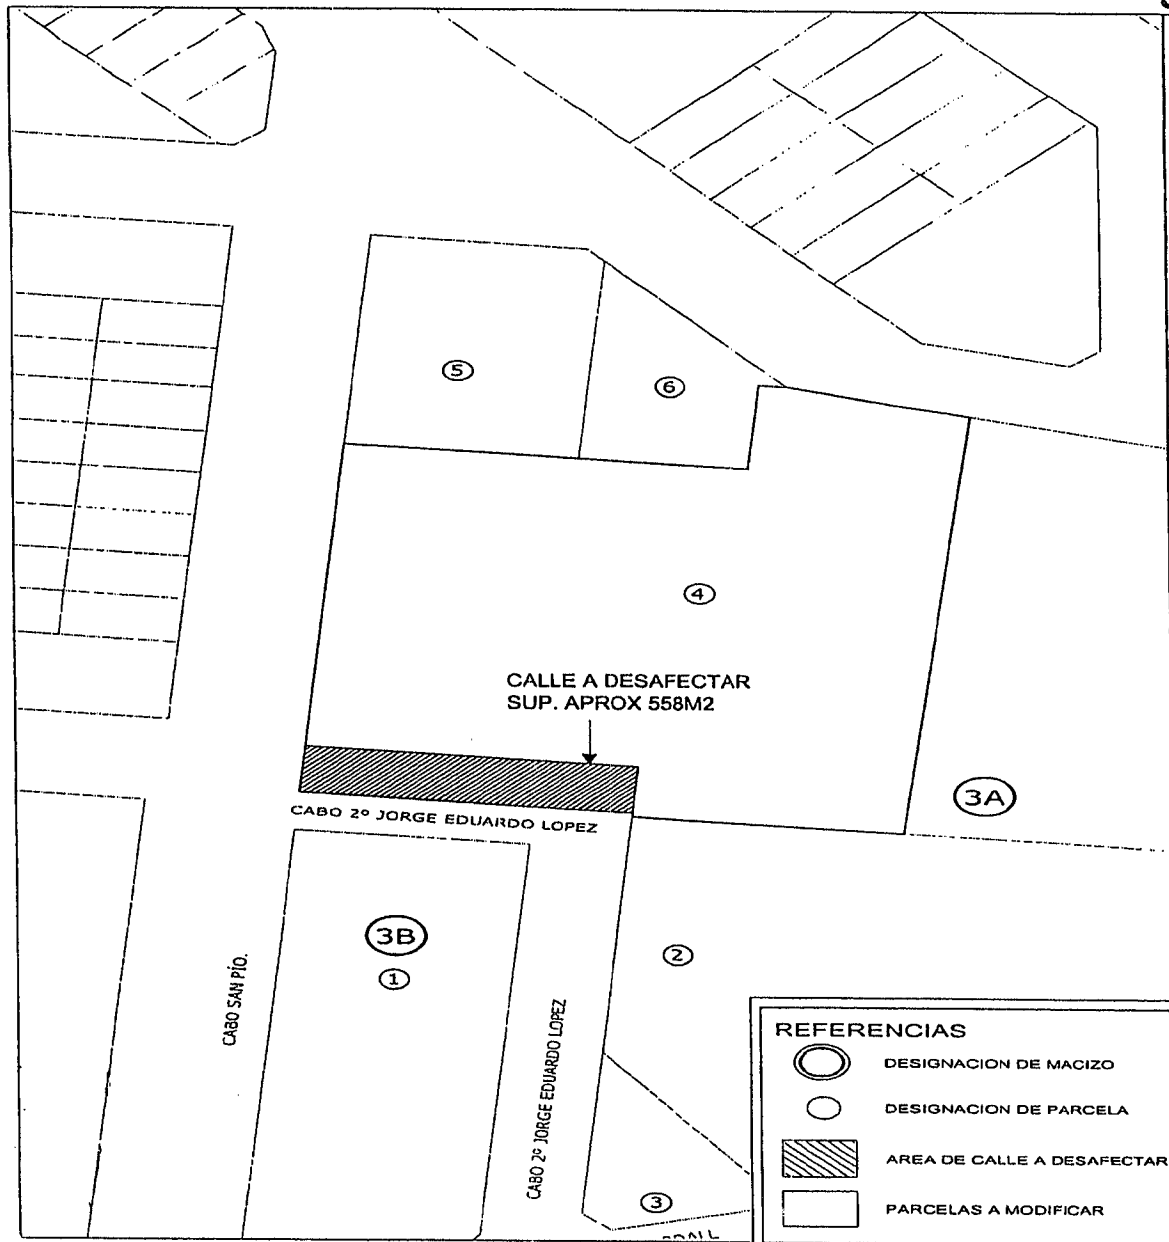 5
6
4
CALLE A DESAFECTAR
SUP. APROX 558M2
3A
CABO 2º JORGE EDUARDO LOPEZ
3B
1
2
CABO SAN PÍO.
CABO 2º JORGE EDUARDO LOPEZ
3
REFERENCIAS
DESIGNACION DE MACIZO
DESIGNACION DE PARCELA
AREA DE CALLE A DESAFECTAR
PARCELAS A MODIFICAR